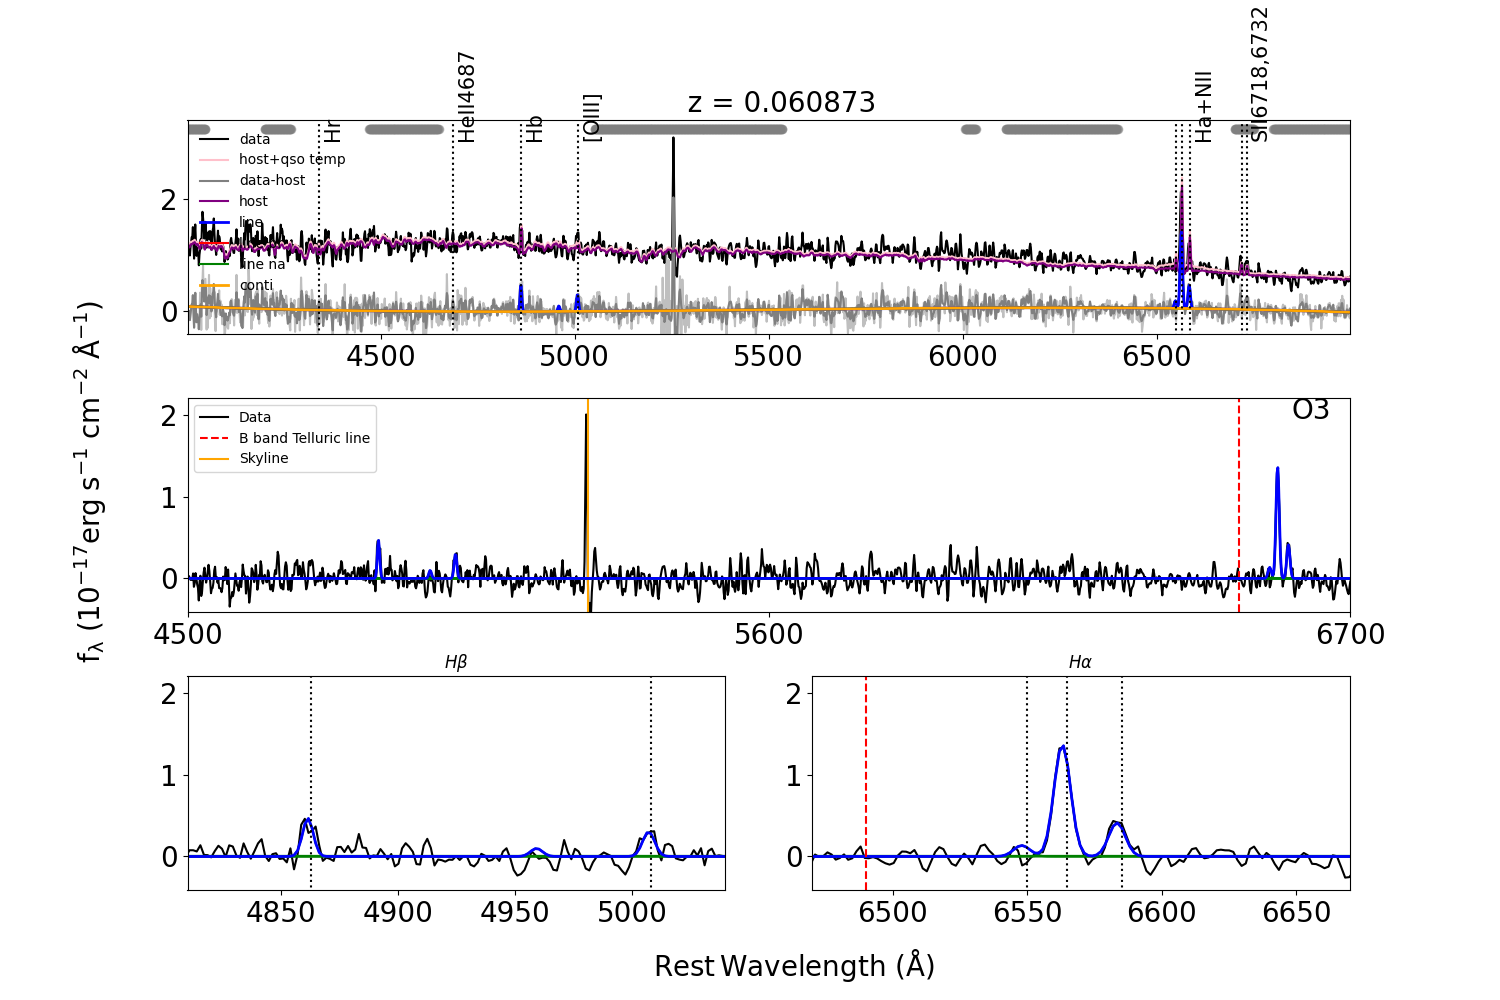 z = 0.060873
Hr
HeII4687
Hb
[OIII]
Ha+NII
SII6718,6732
data
host+qso temp
data-host
host
line
line na
conti
2
0
4500
5000
5500
6000
6500
fλ (10⁻¹⁷erg s⁻¹ cm⁻² Å⁻¹)
Data
B band Telluric line
Skyline
O3
2
1
0
4500
5600
6700
Hβ
2
1
0
4850
4900
4950
5000
Hα
2
1
0
6500
6550
6600
6650
Rest Wavelength (Å)